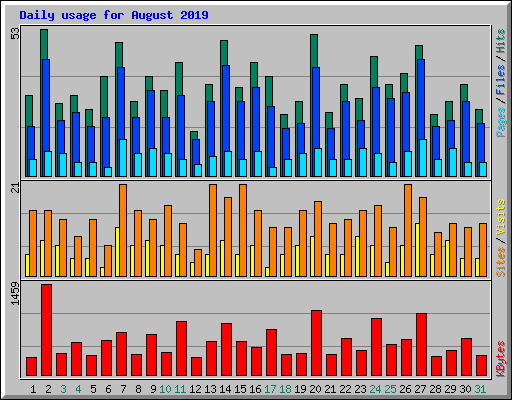 Daily usage for August 2019
53
Pages / Files / Hits
21
Sites / Visits
1459
KBytes
1 2 3 4 5 6 7 8 9 10 11 12 13 14 15 16 17 18 19 20 21 22 23 24 25 26 27 28 29 30 31